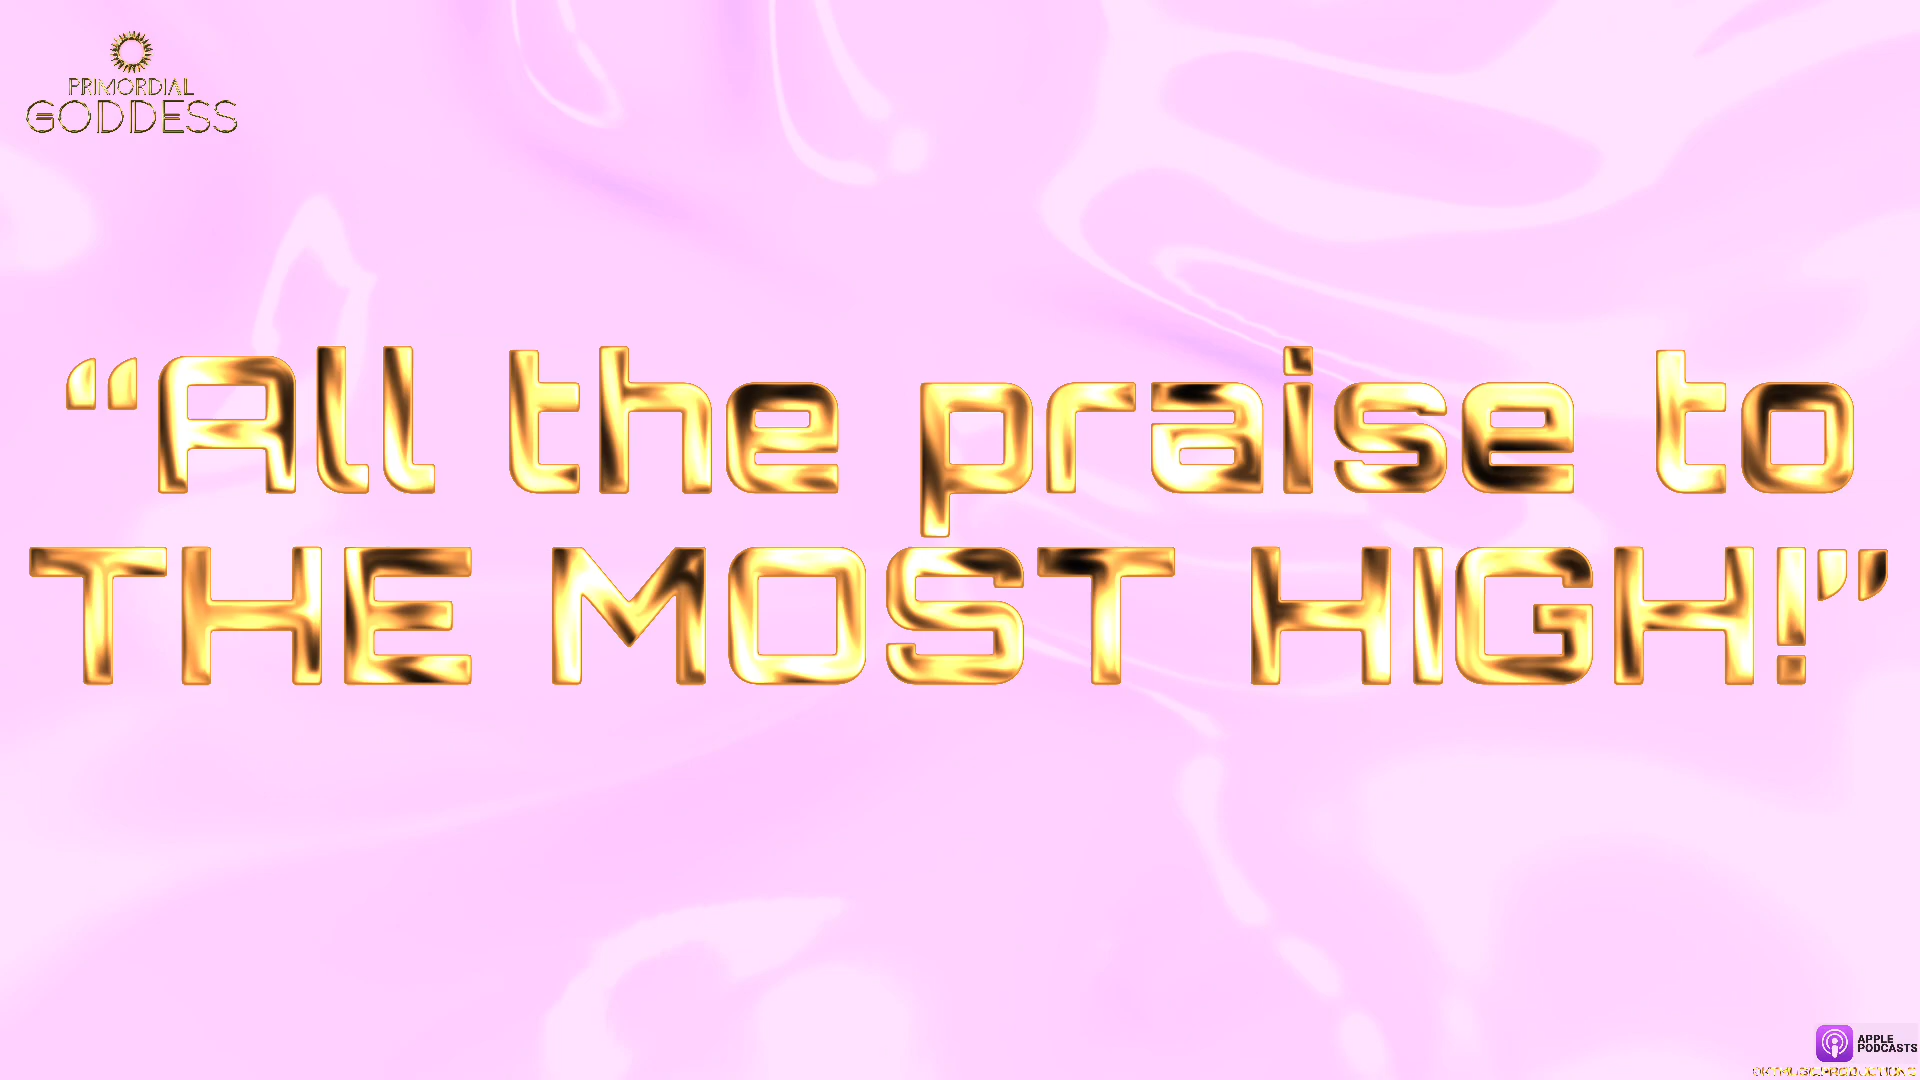 PRIMORDIAL
GODDESS
“All the praise to
THE MOST HIGH!”
APPLE
PODCASTS